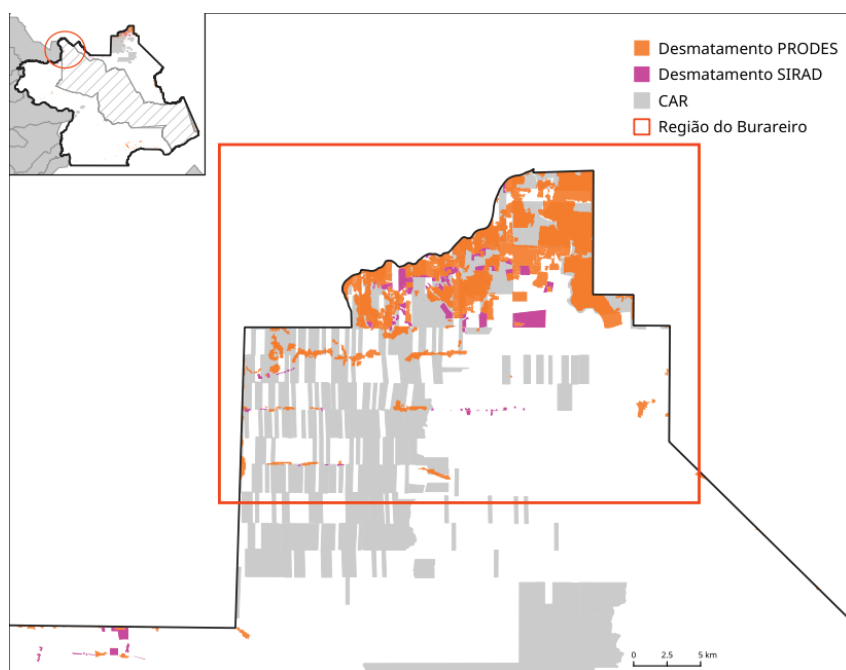 Desmatamento PRODES
Desmatamento SIRAD
CAR
Região do Burareiro
0 2.5 5 km